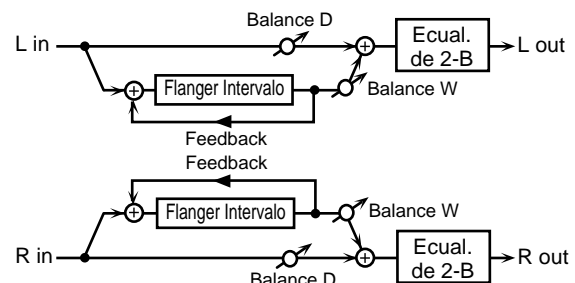 Balance D
L in
Ecual.
de 2-B
L out
Flanger Intervalo
Balance W
Feedback
Feedback
Flanger Intervalo
Balance W
R in
Ecual.
de 2-B
R out
Balance D